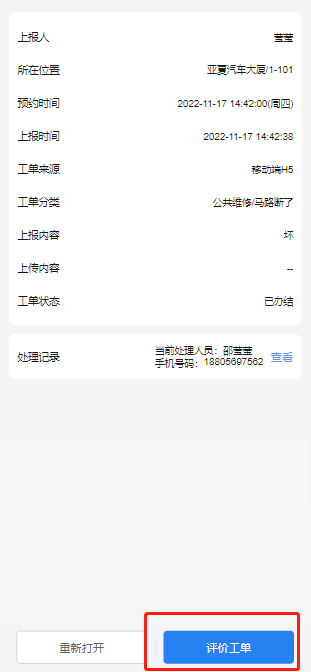 上报人 莹莹
所在位置 亚夏汽车大厦/1-101
预约时间 2022-11-17 14:42:00(周四)
上报时间 2022-11-17 14:42:38
工单来源 移动端H5
工单分类 公共维修/马路断了
上报内容 坏
上传内容 --
工单状态 已办结
处理记录 当前处理人员：邵莹莹
手机号码：18805697562 查看
重新打开 评价工单